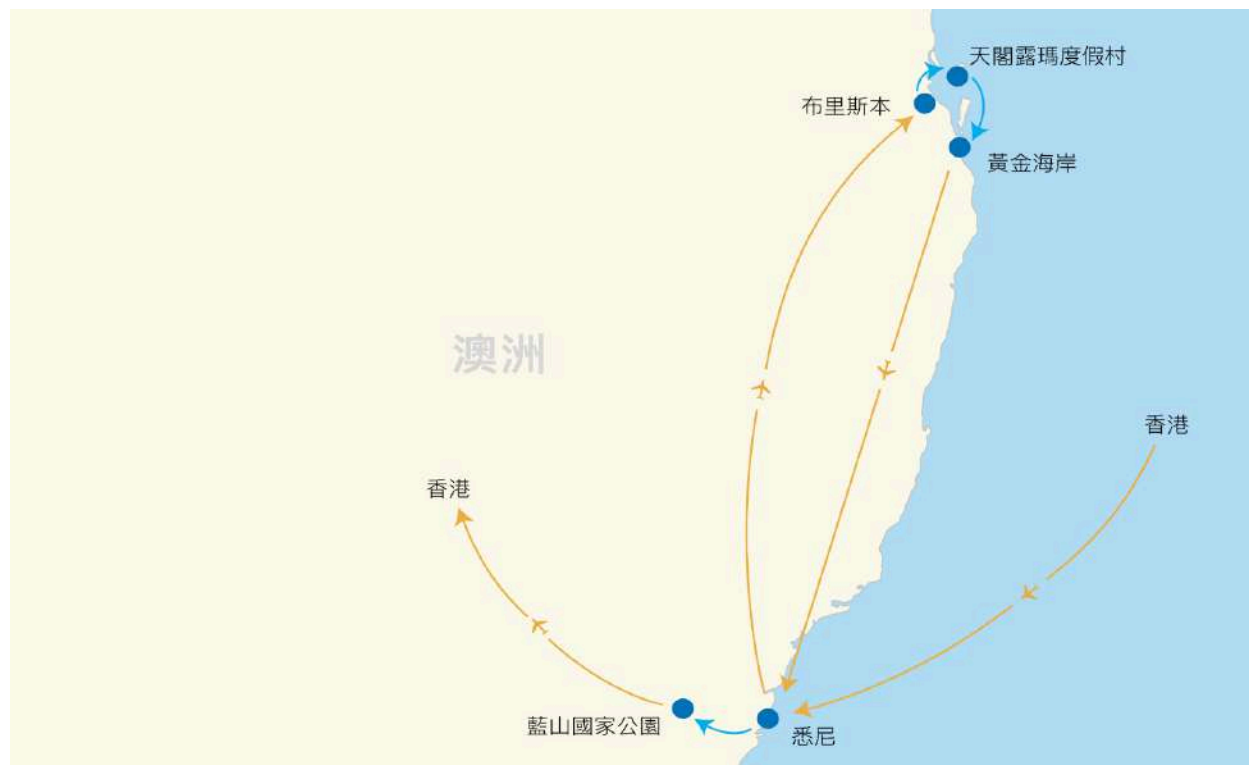 天閣露瑪度假村
布里斯本
黃金海岸
澳洲
香港
香港
藍山國家公園
悉尼